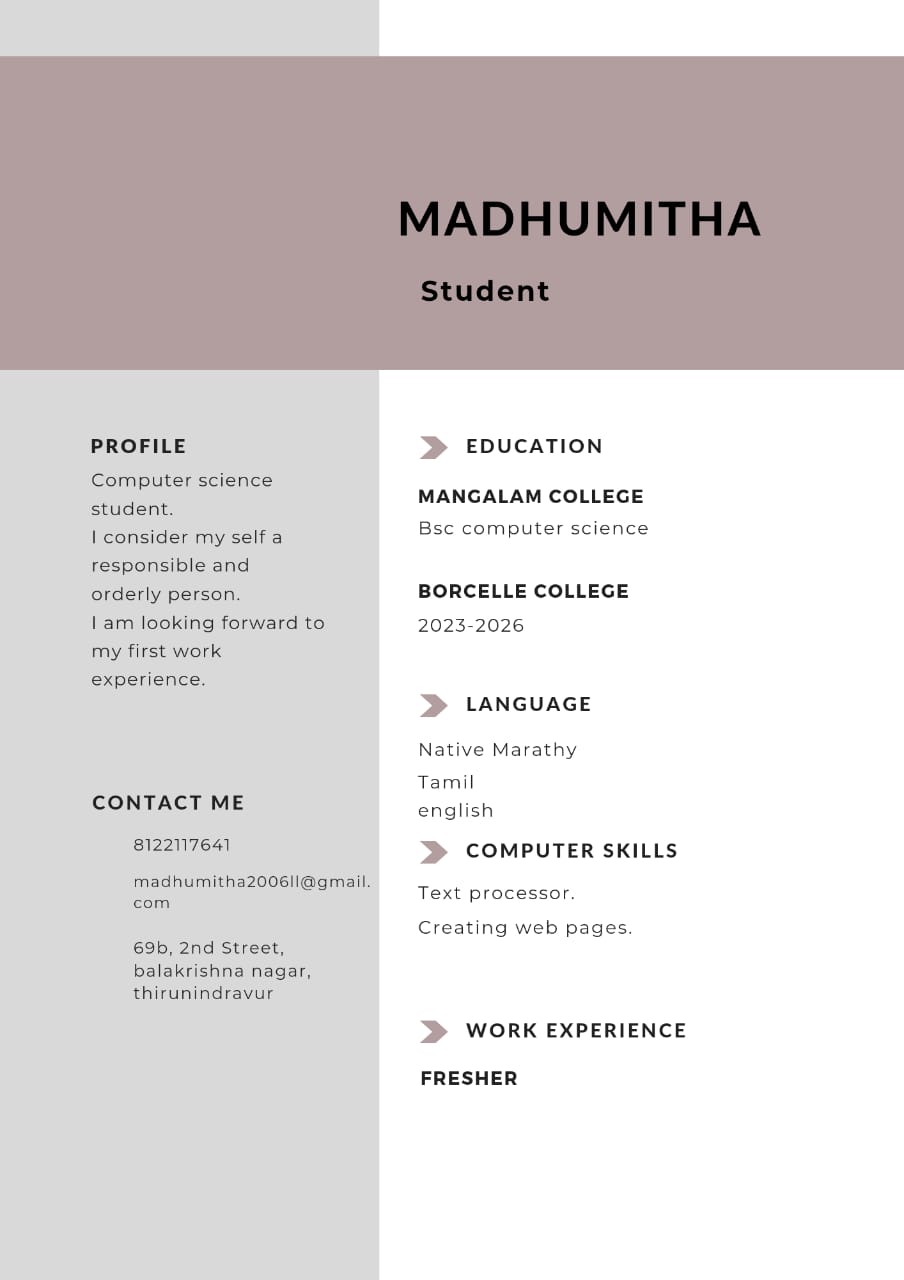 MADHUMITHA
Student
PROFILE
Computer science
student.
I consider my self a
responsible and
orderly person.
I am looking forward to
my first work
experience.
CONTACT ME
8122117641
madhumitha2006ll@gmail.
com
69b, 2nd Street,
balakrishna nagar,
thirunindravur
EDUCATION
MANGALAM COLLEGE
Bsc computer science
BORCELLE COLLEGE
2023-2026
LANGUAGE
Native Marathy
Tamil
english
COMPUTER SKILLS
Text processor.
Creating web pages.
WORK EXPERIENCE
FRESHER